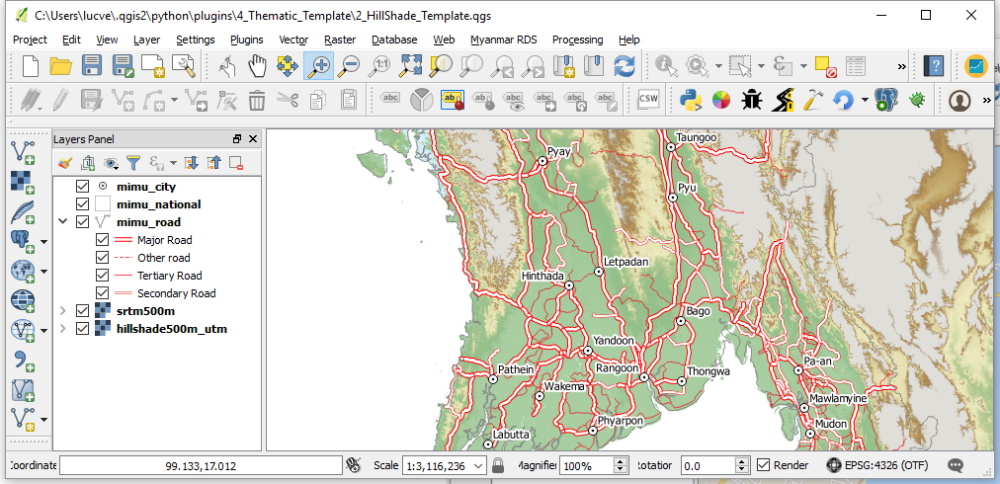 C:\Users\lucve\.qgis2\python\plugins\4_Thematic_Template\2_HillShade_Template.qgs
Project Edit View Layer Settings Plugins Vector Raster Database Web Myanmar RDS Processing Help
1:1
»
?
abc ab abc abc abc abc abc CSW »
Layers Panel
mimu_city
mimu_national
mimu_road
Major Road
Other road
Tertiary Road
Secondary Road
srtm500m
hillshade500m_utm
Taungoo
Pyay
Pyu
Letpadan
Hinthada
Bago
Yandoon
Pa-an
Rangoon
Pathein
Thongwa
Wakema
Mawlamyine
Phyarpon
Mudon
Labutta
Coordinate 99.133,17.012 Scale 1:3,116,236 Magnifier 100% Rotation 0.0 Render EPSG:4326 (OTF)